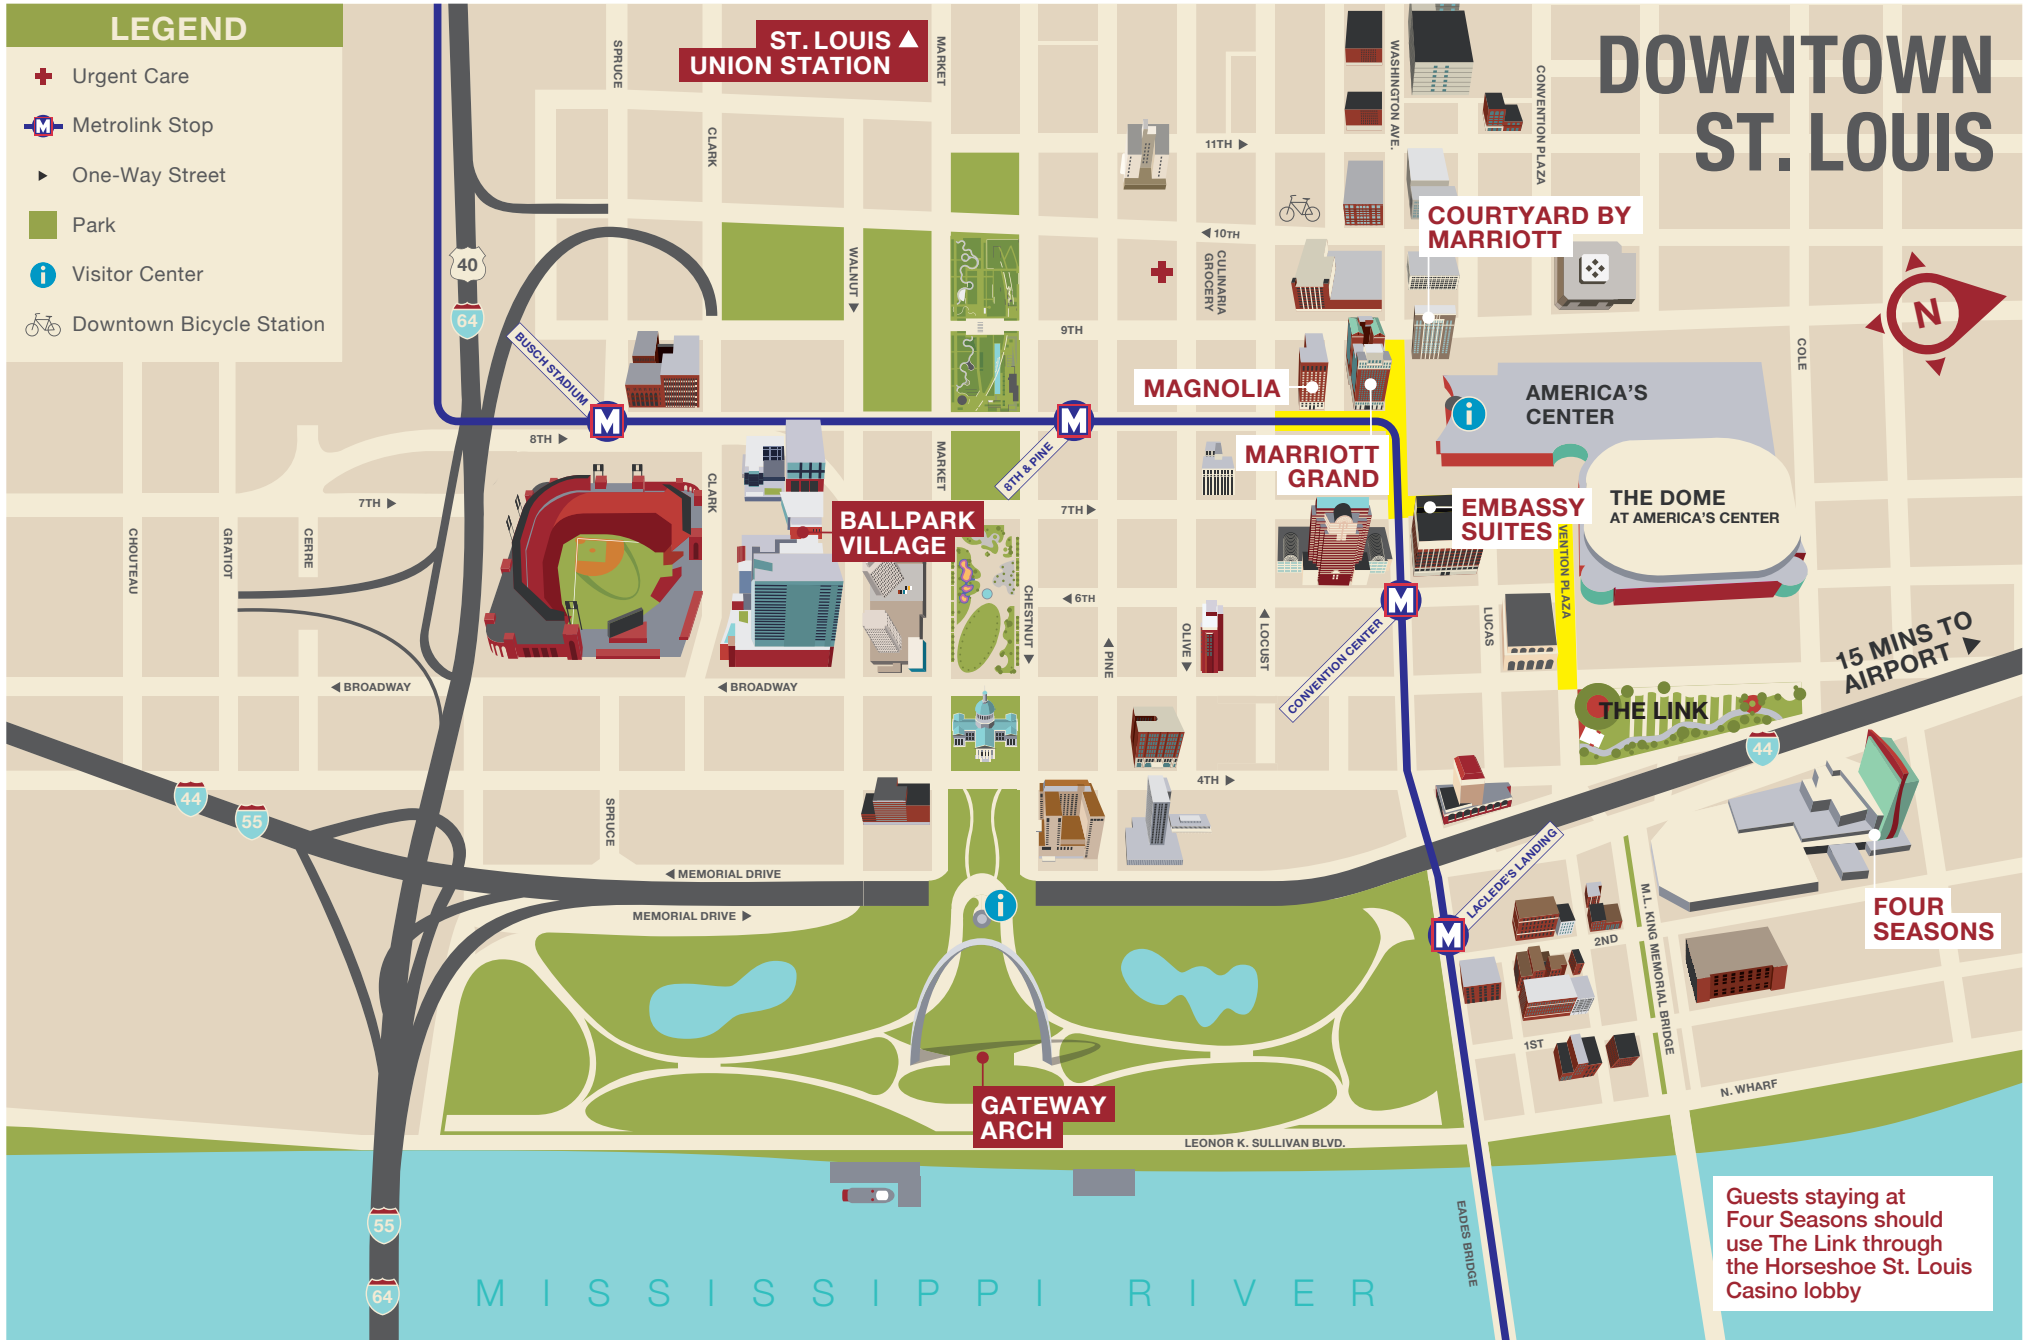 LEGEND
Urgent Care
M Metrolink Stop
One-Way Street
Park
i Visitor Center
Downtown Bicycle Station
DOWNTOWN
ST. LOUIS
ST. LOUIS
UNION STATION
SPRUCE
MARKET
WASHINGTON AVE.
CONVENTION PLAZA
CLARK
11TH
COURTYARD BY
MARRIOTT
10TH
WALNUT
CULINARIA
GROCERY
40
64
N
BUSCH STADIUM
9TH
COLE
MAGNOLIA
AMERICA'S
CENTER
i
M
M
8TH
8TH & PINE
MARKET
MARRIOTT
GRAND
7TH
CLARK
7TH
EMBASSY
SUITES
THE DOME
AT AMERICA'S CENTER
BALLPARK
VILLAGE
CHOUTEAU
GRATIOT
CERRE
VENTION PLAZA
CHESTNUT
6TH
M
PINE
OLIVE
LOCUST
LUCAS
CONVENTION CENTER
15 MINS TO
AIRPORT
BROADWAY
BROADWAY
THE LINK
44
4TH
44
55
SPRUCE
LACLEDE'S LANDING
MEMORIAL DRIVE
MEMORIAL DRIVE
i
M
2ND
M.L. KING MEMORIAL BRIDGE
FOUR
SEASONS
1ST
GATEWAY
ARCH
N. WHARF
LEONOR K. SULLIVAN BLVD.
EADES BRIDGE
55
64
MISSISSIPPI RIVER
Guests staying at
Four Seasons should
use The Link through
the Horseshoe St. Louis
Casino lobby